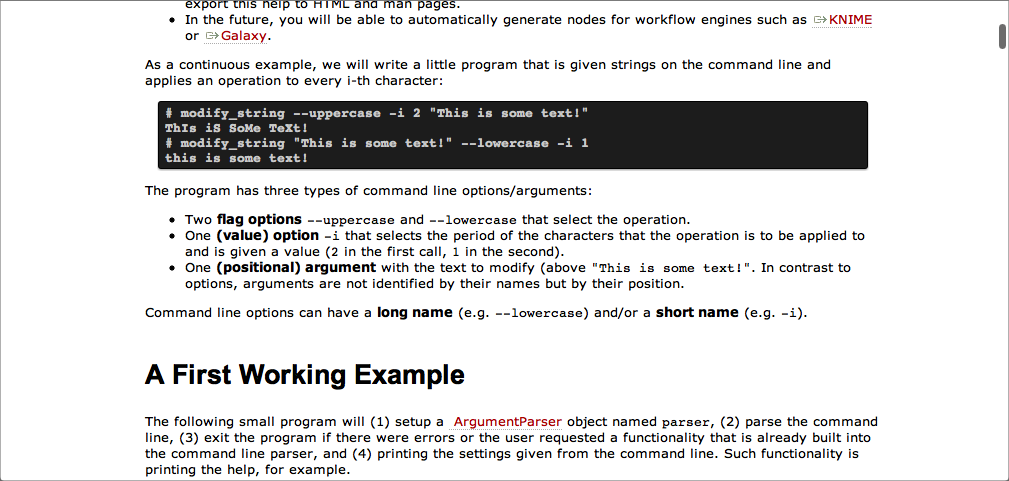 export this help to HTML and man pages.
• In the future, you will be able to automatically generate nodes for workflow engines such as KNIME
or Galaxy.
As a continuous example, we will write a little program that is given strings on the command line and
applies an operation to every i-th character:
# modify_string --uppercase -i 2 "This is some text!"
ThIs iS SoMe TeXt!
# modify_string "This is some text!" --lowercase -i 1
this is some text!
The program has three types of command line options/arguments:
• Two flag options --uppercase and --lowercase that select the operation.
• One (value) option -i that selects the period of the characters that the operation is to be applied to
and is given a value (2 in the first call, 1 in the second).
• One (positional) argument with the text to modify (above "This is some text!". In contrast to
options, arguments are not identified by their names but by their position.
Command line options can have a long name (e.g. --lowercase) and/or a short name (e.g. -i).
A First Working Example
The following small program will (1) setup a ArgumentParser object named parser, (2) parse the command
line, (3) exit the program if there were errors or the user requested a functionality that is already built into
the command line parser, and (4) printing the settings given from the command line. Such functionality is
printing the help, for example.